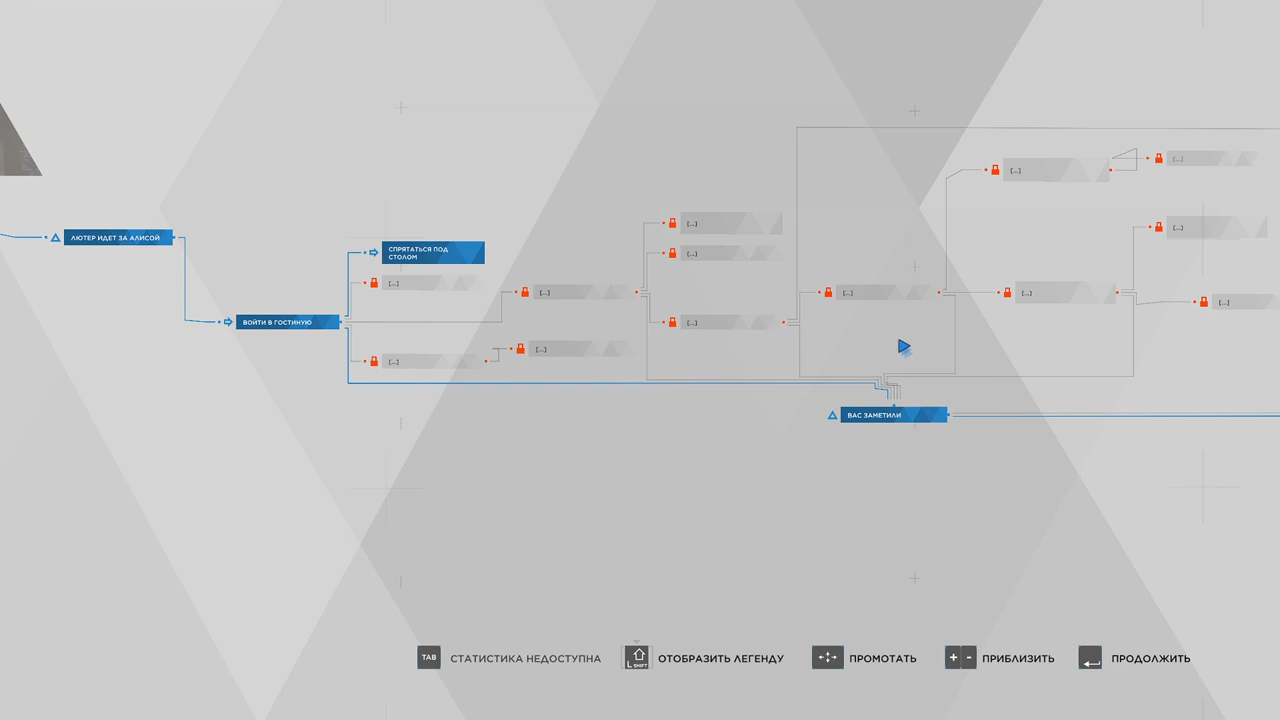 [...]
[...]
[...]
[...]
ЛЮТЕР ИДЕТ ЗА АЛИСОЙ
СПРЯТАТЬСЯ ПОД
СТОЛОМ
[...]
[...]
[...]
[...]
[...]
[...]
ВОЙТИ В ГОСТИНУЮ
[...]
[...]
[...]
ВАС ЗАМЕТИЛИ
TAB СТАТИСТИКА НЕДОСТУПНА
L SHIFT ОТОБРАЗИТЬ ЛЕГЕНДУ
ПРОМОТАТЬ
+ - ПРИБЛИЗИТЬ
ПРОДОЛЖИТЬ